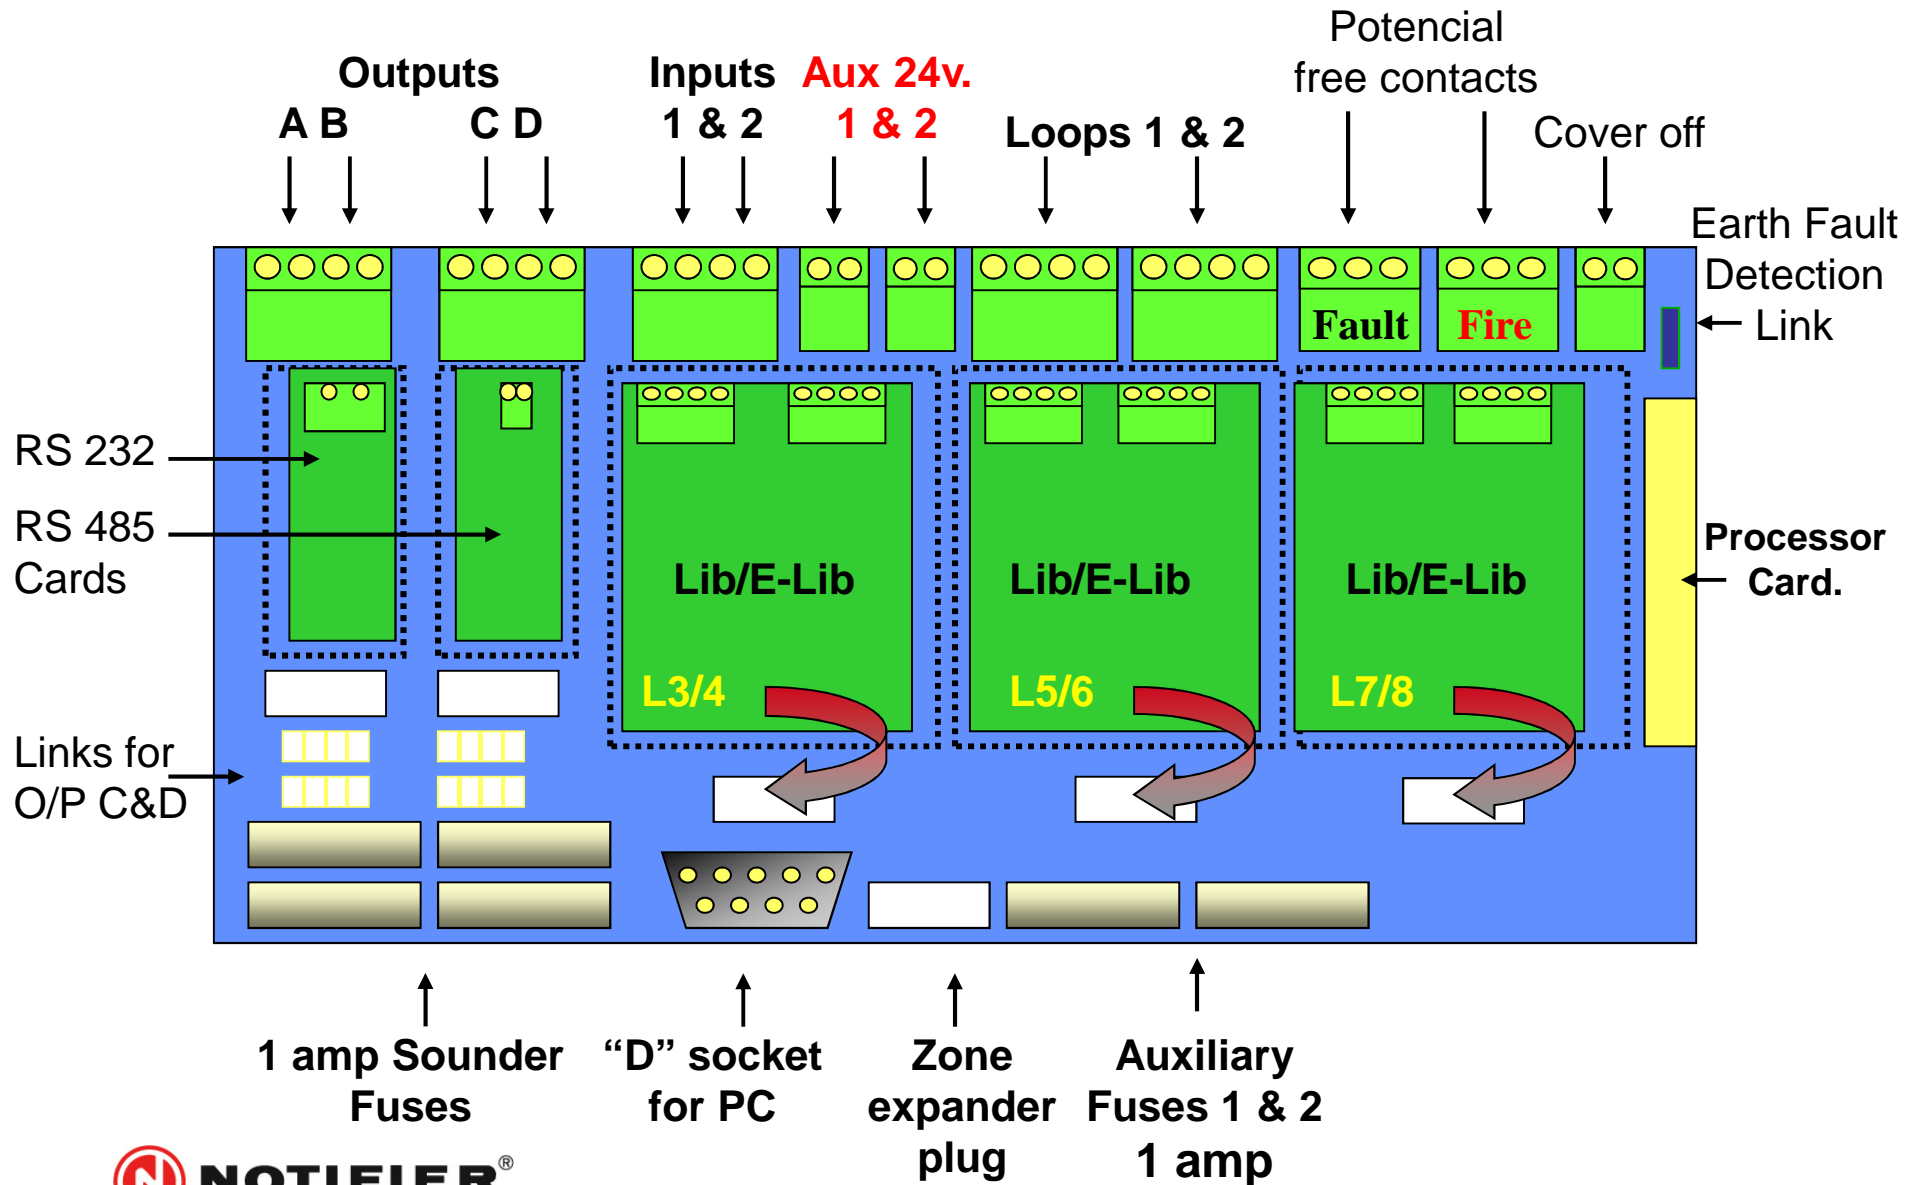 Outputs
A B
C D
Inputs
1 & 2
Aux 24v.
1 & 2
Loops 1 & 2
Potencial
free contacts
Cover off
Earth Fault
Detection
Link
Fault
Fire
RS 232
RS 485
Cards
Lib/E-Lib
Lib/E-Lib
Lib/E-Lib
L3/4
L5/6
L7/8
Processor
Card.
Links for
O/P C&D
1 amp Sounder
Fuses
“D” socket
for PC
Zone
expander
plug
Auxiliary
Fuses 1 & 2
1 amp
NOTIFIER®